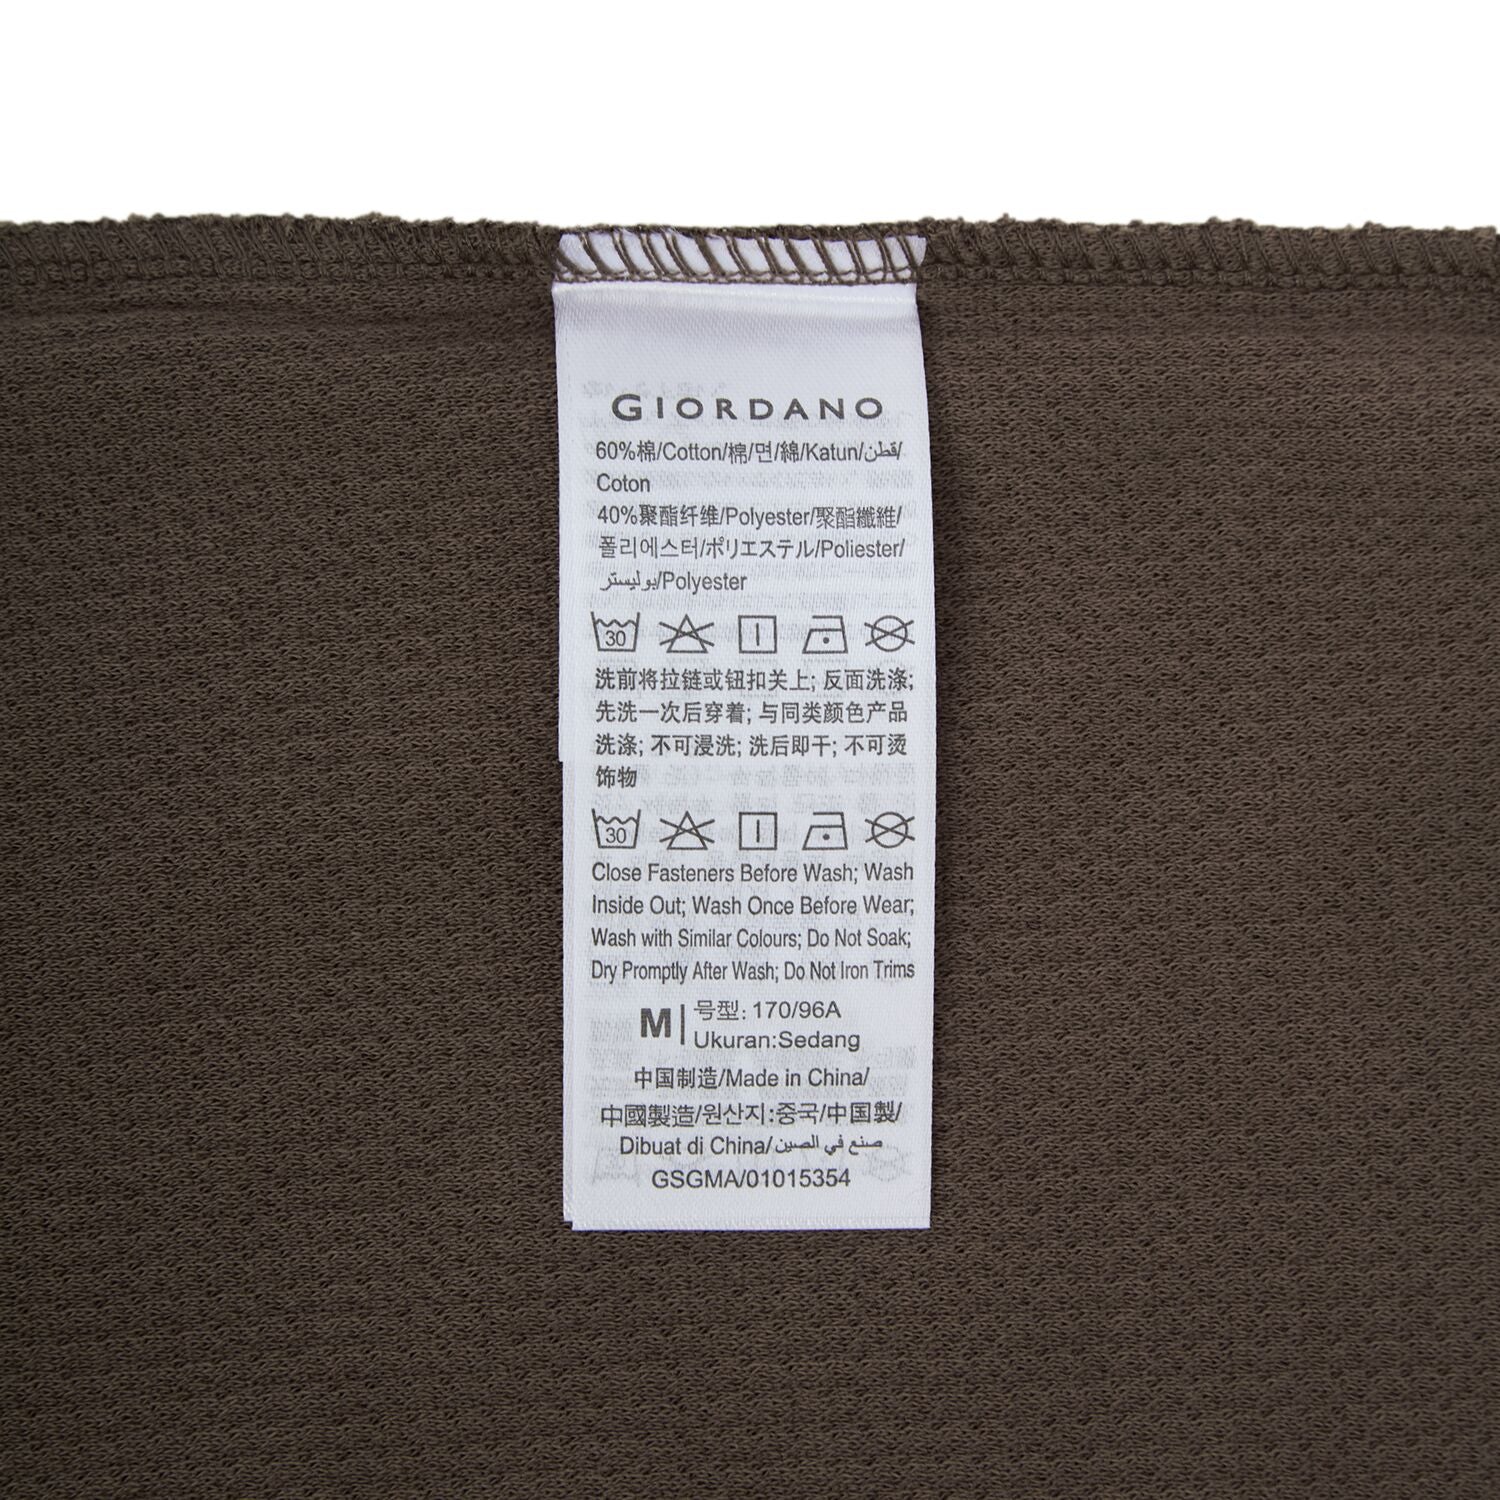 GIORDANO
60%棉/Cotton/棉/면/綿/Katun/قطن/
Coton
40%聚酯纤维/Polyester/聚酯纖維/
폴리에스터/ポリエステル/Poliester/
بوليستر/Polyester
30
洗前将拉链或钮扣关上; 反面洗涤;
先洗一次后穿着; 与同类颜色产品
洗涤; 不可浸洗; 洗后即干; 不可烫
饰物
30
Close Fasteners Before Wash; Wash
Inside Out; Wash Once Before Wear;
Wash with Similar Colours; Do Not Soak;
Dry Promptly After Wash; Do Not Iron Trims
M 号型: 170/96A
Ukuran:Sedang
中国制造/Made in China/
中國製造/원산지:중국/中国製/
Dibuat di China/صنع في الصين
GSGMA/01015354